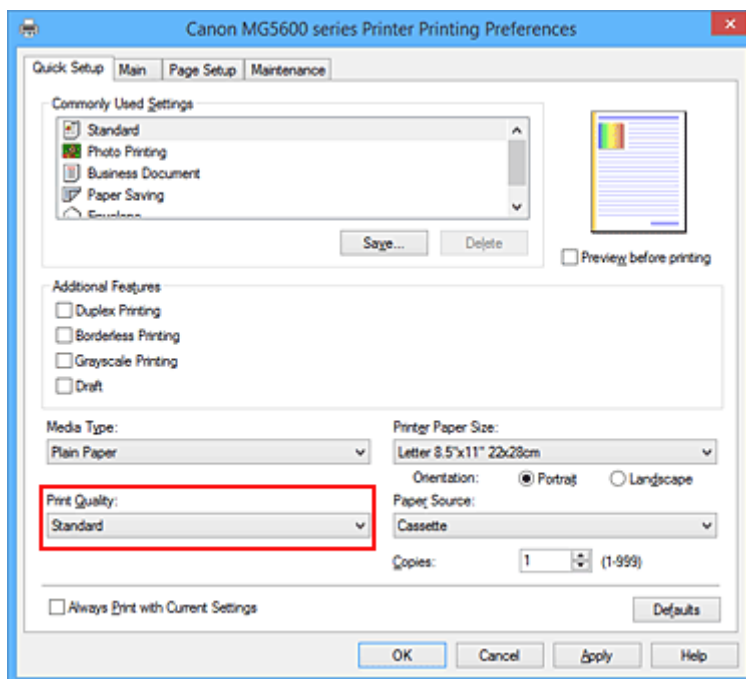 Canon MG5600 series Printer Printing Preferences
Quick Setup Main Page Setup Maintenance
Commonly Used Settings
Standard
Photo Printing
Business Document
Paper Saving
Envelope
Save... Delete
Preview before printing
Additional Features
Duplex Printing
Borderless Printing
Grayscale Printing
Draft
Media Type:
Plain Paper
Printer Paper Size:
Letter 8.5"x11" 22x28cm
Orientation: Portrait Landscape
Print Quality:
Standard
Paper Source:
Cassette
Copies: 1 (1-999)
Always Print with Current Settings
Defaults
OK Cancel Apply Help